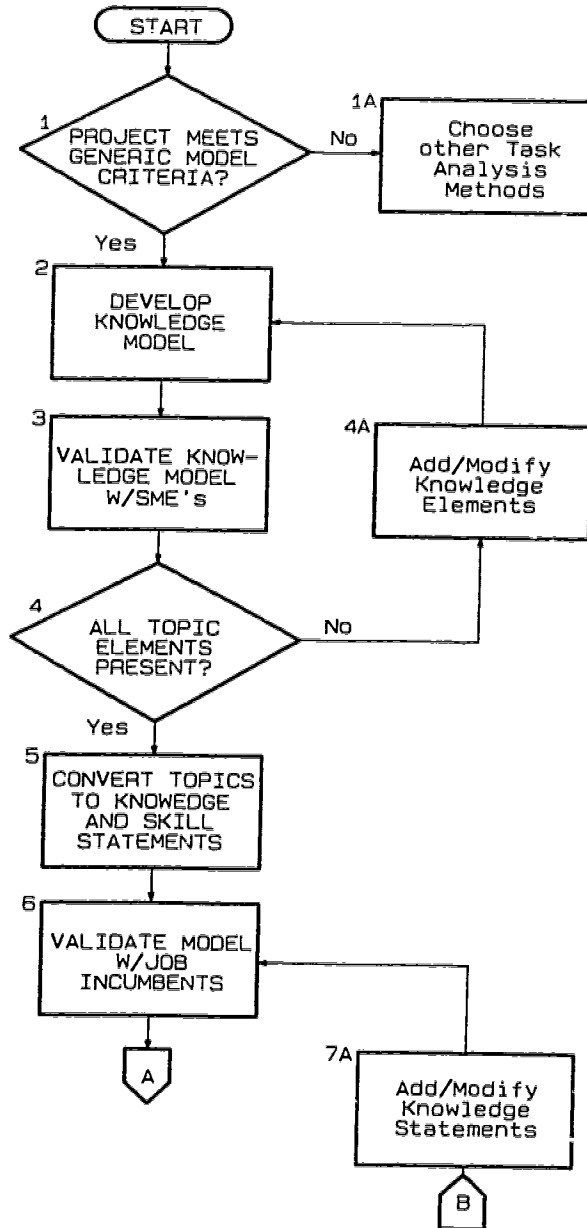 START
1
PROJECT MEETS
GENERIC MODEL
CRITERIA?
No
1A
Choose
other Task
Analysis
Methods
Yes
2
DEVELOP
KNOWLEDGE
MODEL
3
VALIDATE KNOW-
LEDGE MODEL
W/SME's
4A
Add/Modify
Knowledge
Elements
4
ALL TOPIC
ELEMENTS
PRESENT?
No
Yes
5
CONVERT TOPICS
TO KNOWEDGE
AND SKILL
STATEMENTS
6
VALIDATE MODEL
W/JOB
INCUMBENTS
A
7A
Add/Modify
Knowledge
Statements
B